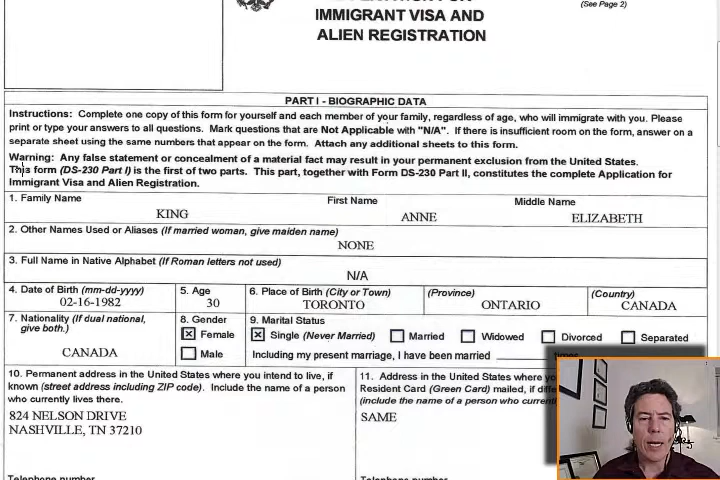 (See Page 2)
IMMIGRANT VISA AND
ALIEN REGISTRATION
PART I - BIOGRAPHIC DATA
Instructions: Complete one copy of this form for yourself and each member of your family, regardless of age, who will immigrate with you. Please
print or type your answers to all questions. Mark questions that are Not Applicable with "N/A". If there is insufficient room on the form, answer on a
separate sheet using the same numbers that appear on the form. Attach any additional sheets to this form.
Warning: Any false statement or concealment of a material fact may result in your permanent exclusion from the United States.
This form (DS-230 Part I) is the first of two parts. This part, together with Form DS-230 Part II, constitutes the complete Application for
Immigrant Visa and Alien Registration.
1. Family Name First Name Middle Name
KING ANNE ELIZABETH
2. Other Names Used or Aliases (If married woman, give maiden name)
NONE
3. Full Name in Native Alphabet (If Roman letters not used)
N/A
4. Date of Birth (mm-dd-yyyy) 5. Age 6. Place of Birth (City or Town) (Province) (Country)
02-16-1982 30 TORONTO ONTARIO CANADA
7. Nationality (If dual national, give both.)
CANADA
8. Gender
Female
Male
9. Marital Status
Single (Never Married) Married Widowed Divorced Separated
Including my present marriage, I have been married times
10. Permanent address in the United States where you intend to live, if
known (street address including ZIP code). Include the name of a person
who currently lives there.
824 NELSON DRIVE
NASHVILLE, TN 37210
Telephone number
11. Address in the United States where
Resident Card (Green Card) mailed, if
(include the name of a person who
SAME
Telephone number